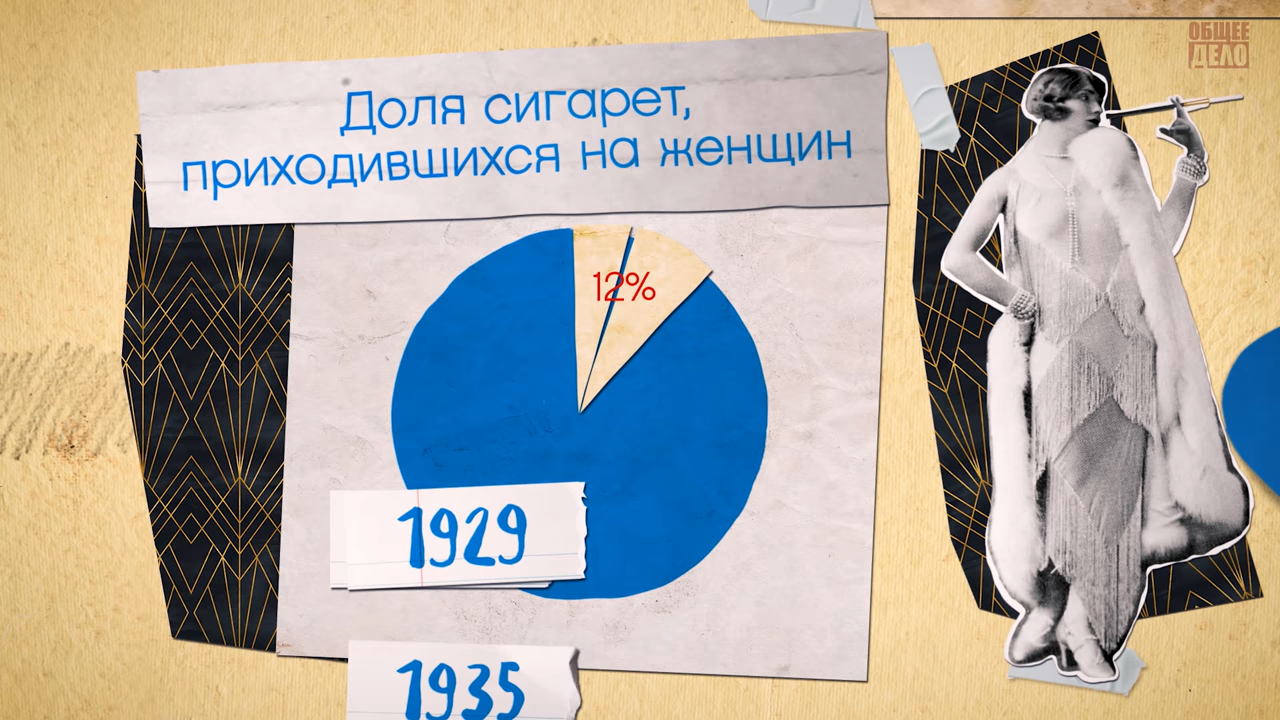 ОБЩЕЕ
ДЕЛО
Доля сигарет,
приходившихся на женщин
12%
1929
1935